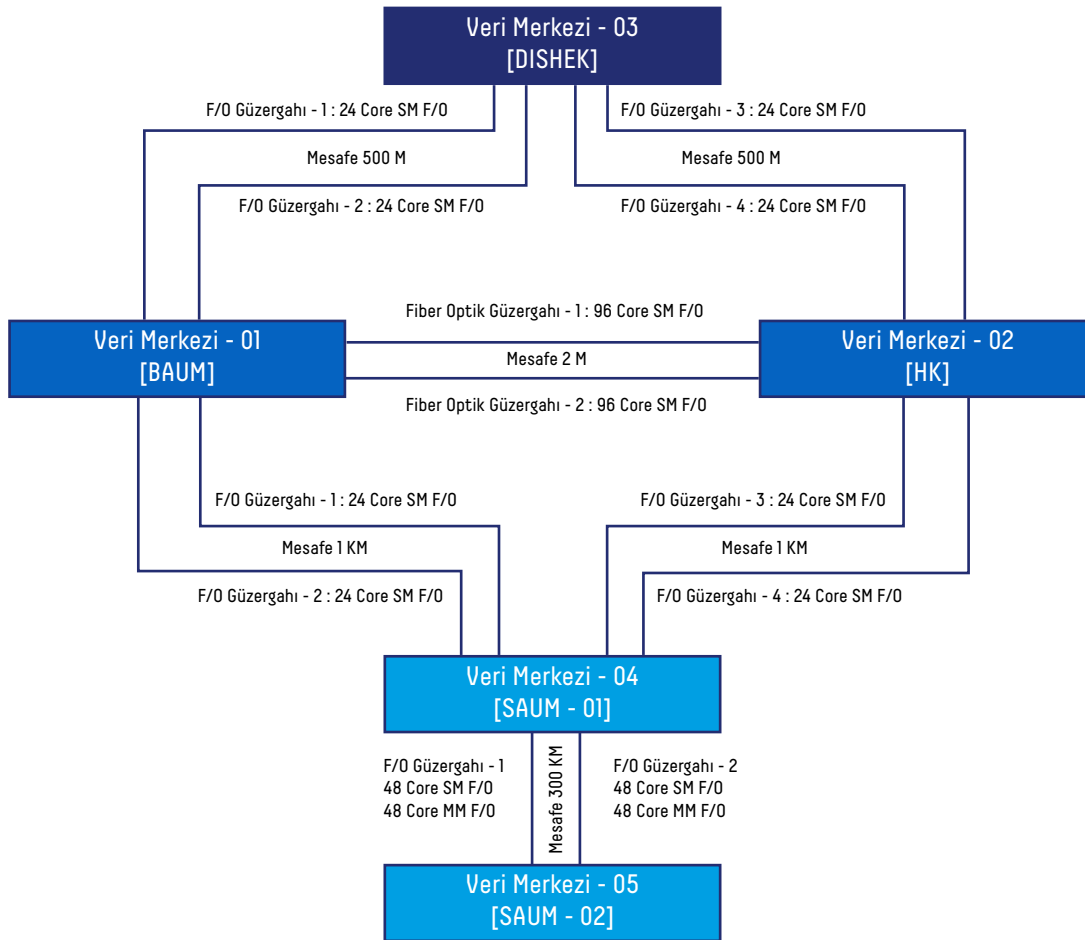 Veri Merkezi - 03
[DISHEK]
F/O Güzergahı - 1 : 24 Core SM F/O
F/O Güzergahı - 3 : 24 Core SM F/O
Mesafe 500 M
Mesafe 500 M
F/O Güzergahı - 2 : 24 Core SM F/O
F/O Güzergahı - 4 : 24 Core SM F/O
Fiber Optik Güzergahı - 1 : 96 Core SM F/O
Veri Merkezi - 01
[BAUM]
Mesafe 2 M
Veri Merkezi - 02
[HK]
Fiber Optik Güzergahı - 2 : 96 Core SM F/O
F/O Güzergahı - 1 : 24 Core SM F/O
F/O Güzergahı - 3 : 24 Core SM F/O
Mesafe 1 KM
Mesafe 1 KM
F/O Güzergahı - 2 : 24 Core SM F/O
F/O Güzergahı - 4 : 24 Core SM F/O
Veri Merkezi - 04
[SAUM - 01]
F/O Güzergahı - 1
48 Core SM F/O
48 Core MM F/O
Mesafe 300 KM
F/O Güzergahı - 2
48 Core SM F/O
48 Core MM F/O
Veri Merkezi - 05
[SAUM - 02]